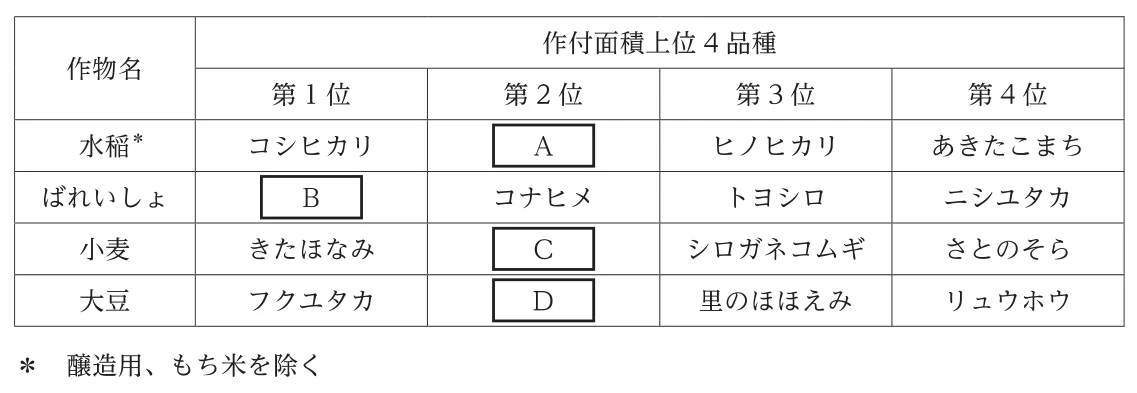 作物名 作付面積上位4品種
第1位 第2位 第3位 第4位
水稲* コシヒカリ A ヒノヒカリ あきたこまち
ばれいしょ B コナヒメ トヨシロ ニシユタカ
小麦 きたほなみ C シロガネコムギ さとのそら
大豆 フクユタカ D 里のほほえみ リュウホウ
* 醸造用、もち米を除く